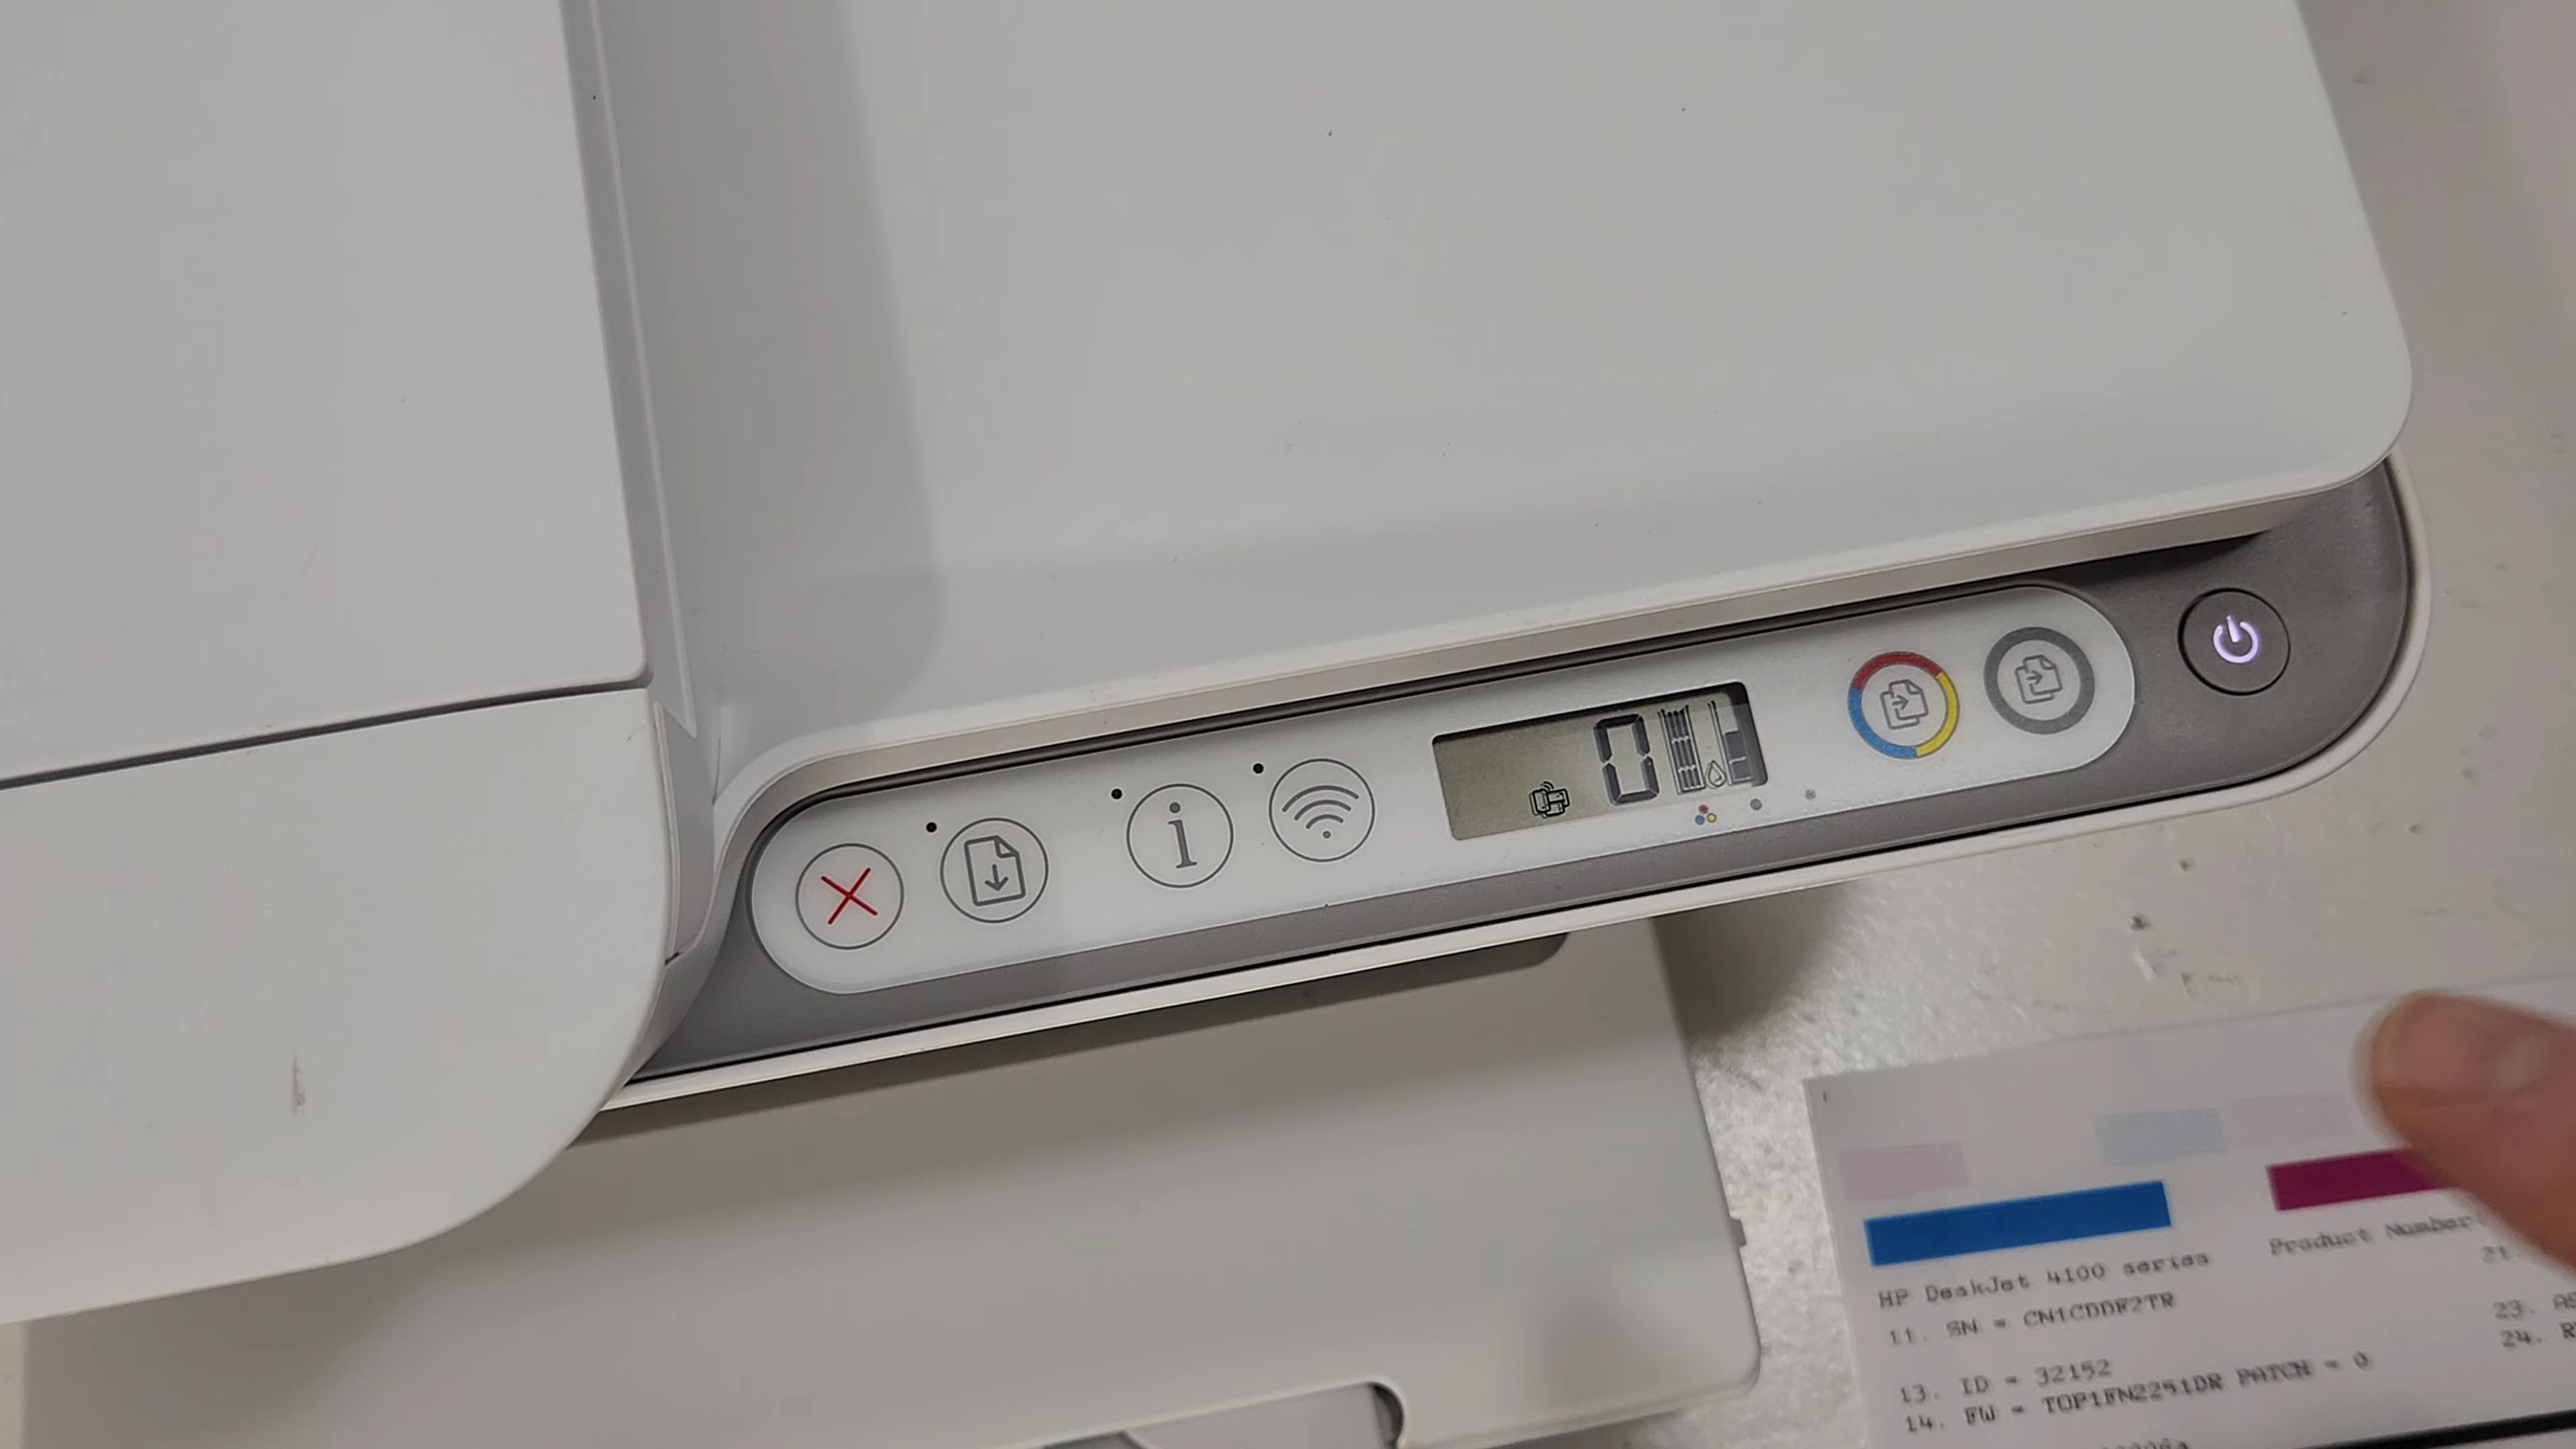 0
i
Product Number:
HP DeskJet 4100 series
21.
11. SN = CN1CDDF2TR
23.
24.
13. ID = 32152
14. FW = TOP1FN2251DR PATCH = 0